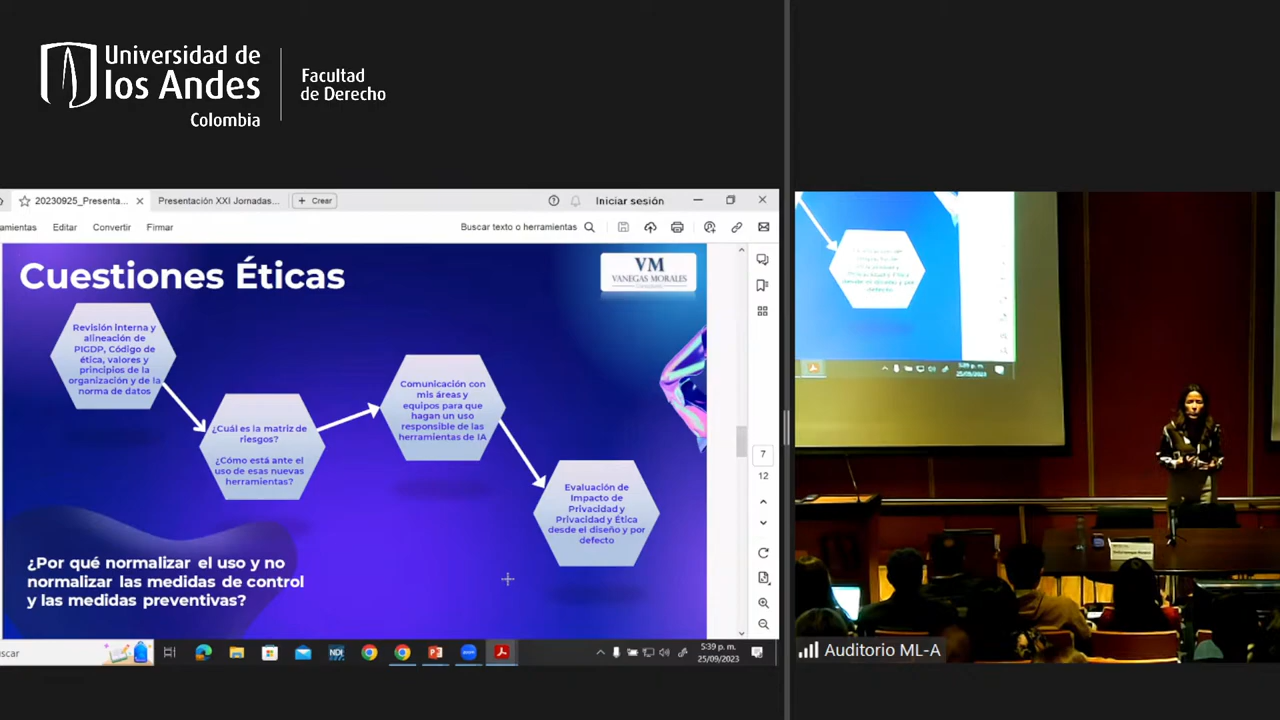 Universidad de
los Andes
Colombia
Facultad
de Derecho
20230925_Presenta...
Presentación XXI Jornadas...
Crear
Iniciar sesión
Editar
Convertir
Firmar
Buscar texto o herramientas
Cuestiones Éticas
VM
VANEGAS MORALES
Revisión Interna y
alineación de
PIGDP, Código de
ética, valores y
principios de la
organización y de la
norma de datos
¿Cuál es la matriz de
riesgos?
¿Cómo está ante el
uso de esas nuevas
herramientas?
Comunicación con
mis áreas y
equipos para que
hagan un uso
responsible de las
herramientas de IA
Evaluación de
Impacto de
Privacidad y
Privacidad y Ética
desde el diseño y por
defecto
¿Por qué normalizar el uso y no
normalizar las medidas de control
y las medidas preventivas?
7
12
5:39 p. m.
25/09/2023
5:39 p. m.
25/09/2023
Auditorio ML-A